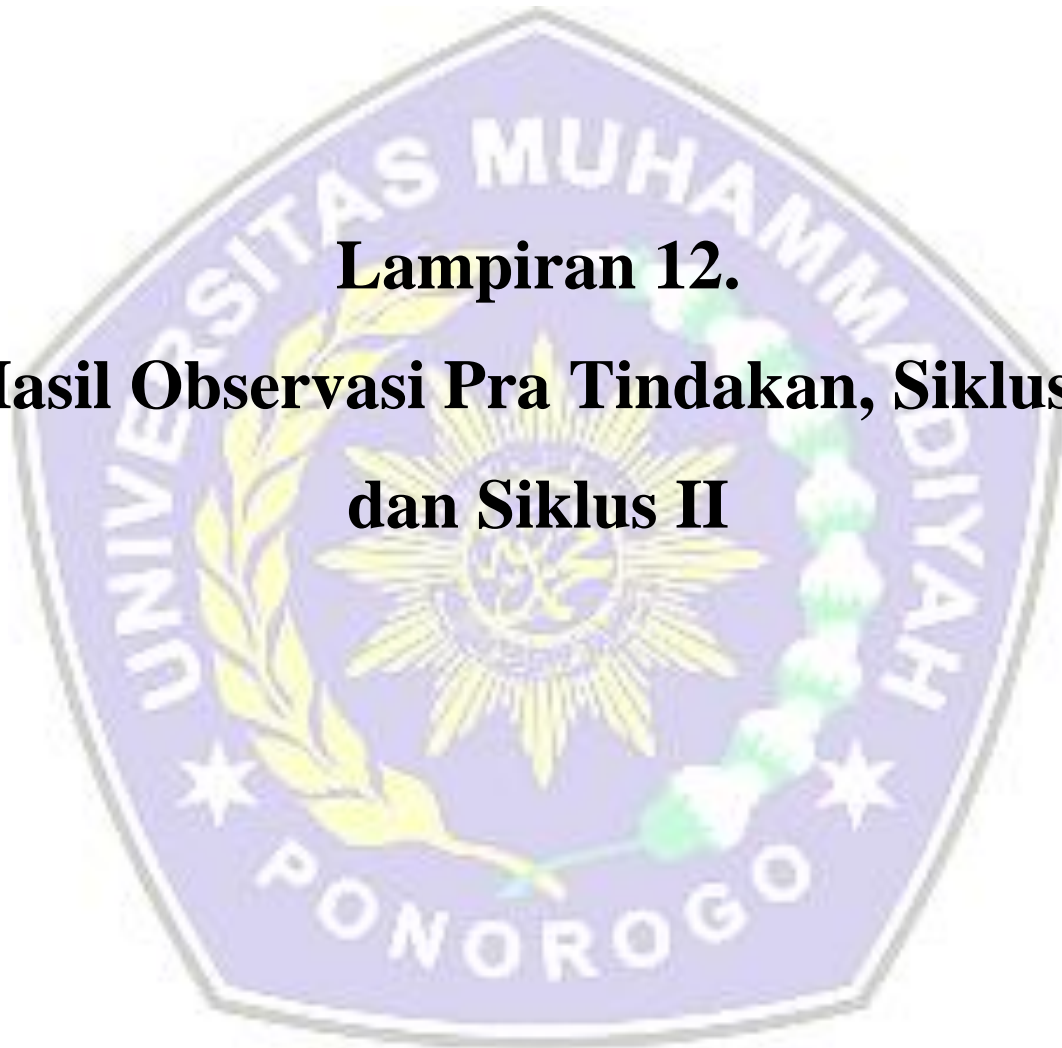 UNIVERSITAS MUHAMMADIYAH
Lampiran 12.
asil Observasi Pra Tindakan, Siklus
dan Siklus II
PONOROGO